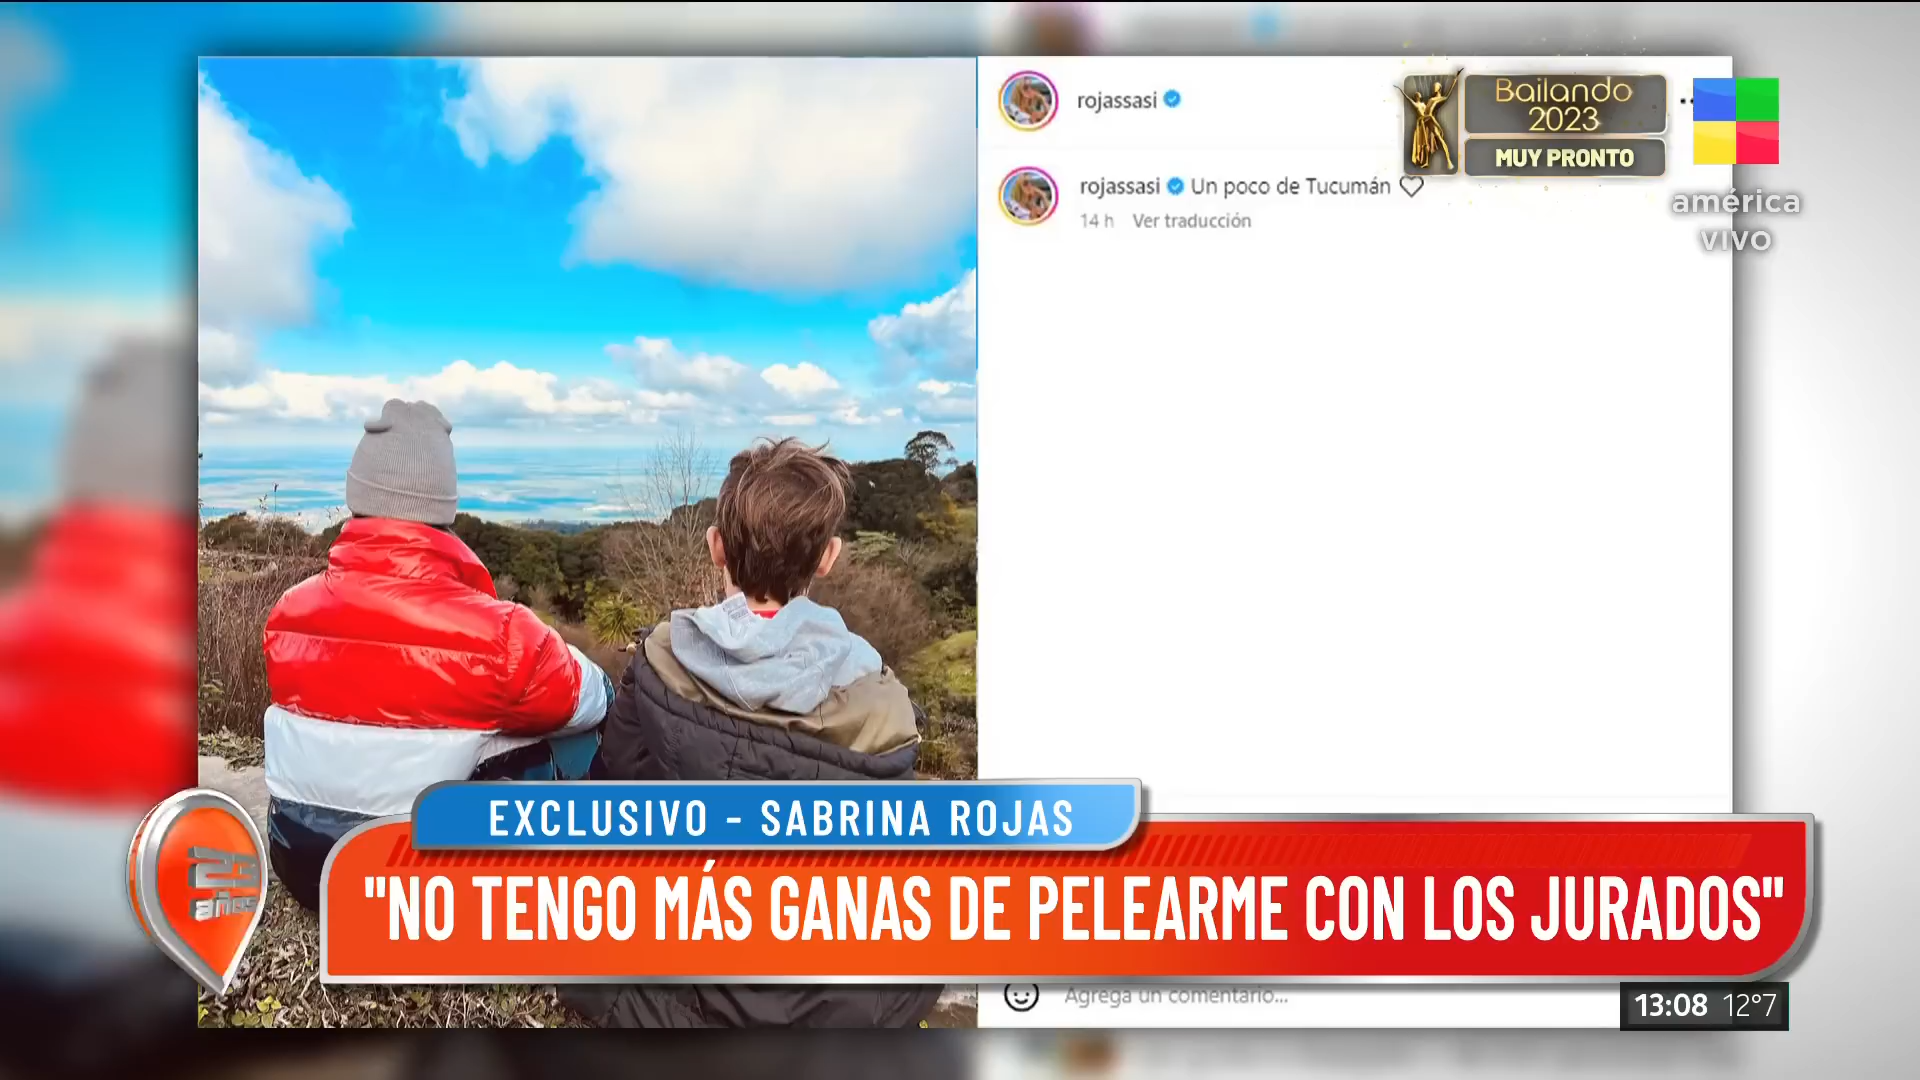 rojassasi
rojassasi Un poco de Tucumán
14 h Ver traducción
Bailando
2023
MUY PRONTO
américa
VIVO
EXCLUSIVO - SABRINA ROJAS
"NO TENGO MÁS GANAS DE PELEARME CON LOS JURADOS"
años
Agrega un comentario...
13:08 12°7